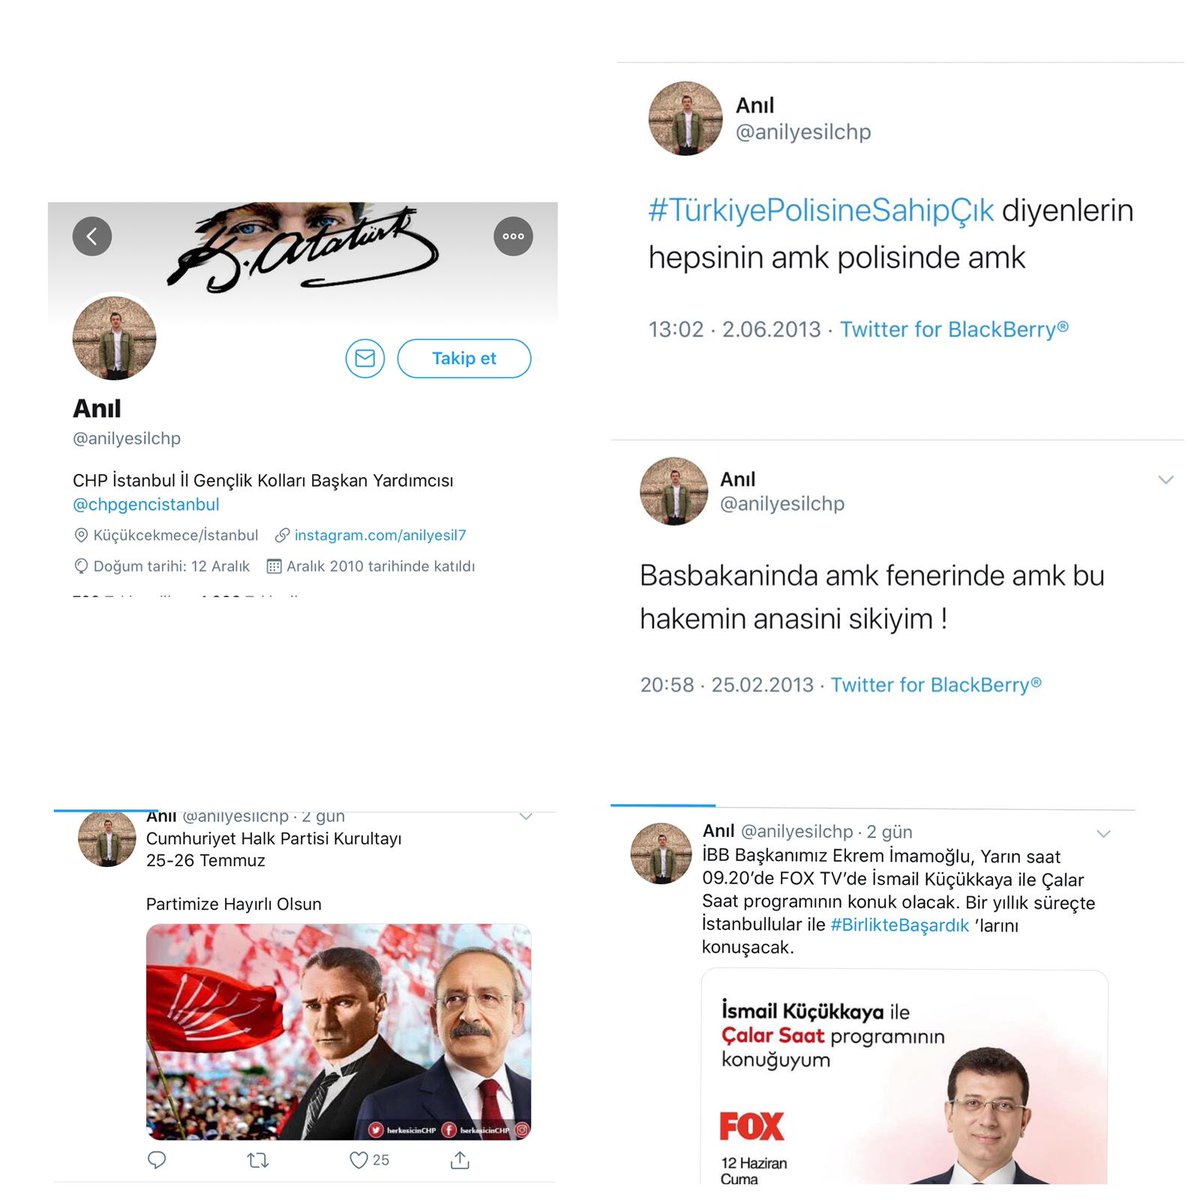 K. Atatürk
Takip et
Anıl
@anilyesilchp
CHP İstanbul İl Gençlik Kolları Başkan Yardımcısı
@chpgencistanbul
Küçükcekmece/İstanbul instagram.com/anilyesil7
Doğum tarihi: 12 Aralık Aralık 2010 tarihinde katıldı
Anıl
@anilyesilchp
#TürkiyePolisineSahipÇık diyenlerin
hepsinin amk polisinde amk
13:02 · 2.06.2013 · Twitter for BlackBerry®
Anıl
@anilyesilchp
Basbakaninda amk fenerinde amk bu
hakemin anasini sikiyim !
20:58 · 25.02.2013 · Twitter for BlackBerry®
Anıl @anilyesilchp · 2 gün
Cumhuriyet Halk Partisi Kurultayı
25-26 Temmuz
Partimize Hayırlı Olsun
herkesicinCHP herkesicinCHP
25
Anıl @anilyesilchp · 2 gün
İBB Başkanımız Ekrem İmamoğlu, Yarın saat
09.20’de FOX TV’de İsmail Küçükkaya ile Çalar
Saat programının konuk olacak. Bir yıllık süreçte
İstanbullular ile #BirlikteBaşardık ’larını
konuşacak.
İsmail Küçükkaya ile
Çalar Saat programının
konuğuyum
FOX
12 Haziran
Cuma